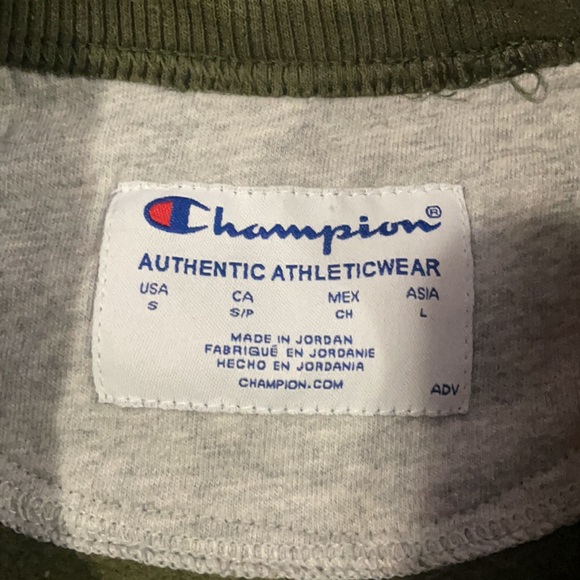 Champion®
AUTHENTIC ATHLETICWEAR
USA CA MEX ASIA
S S/P CH L
MADE IN JORDAN
FABRIQUÉ EN JORDANIE
HECHO EN JORDANIA
CHAMPION.COM
ADV